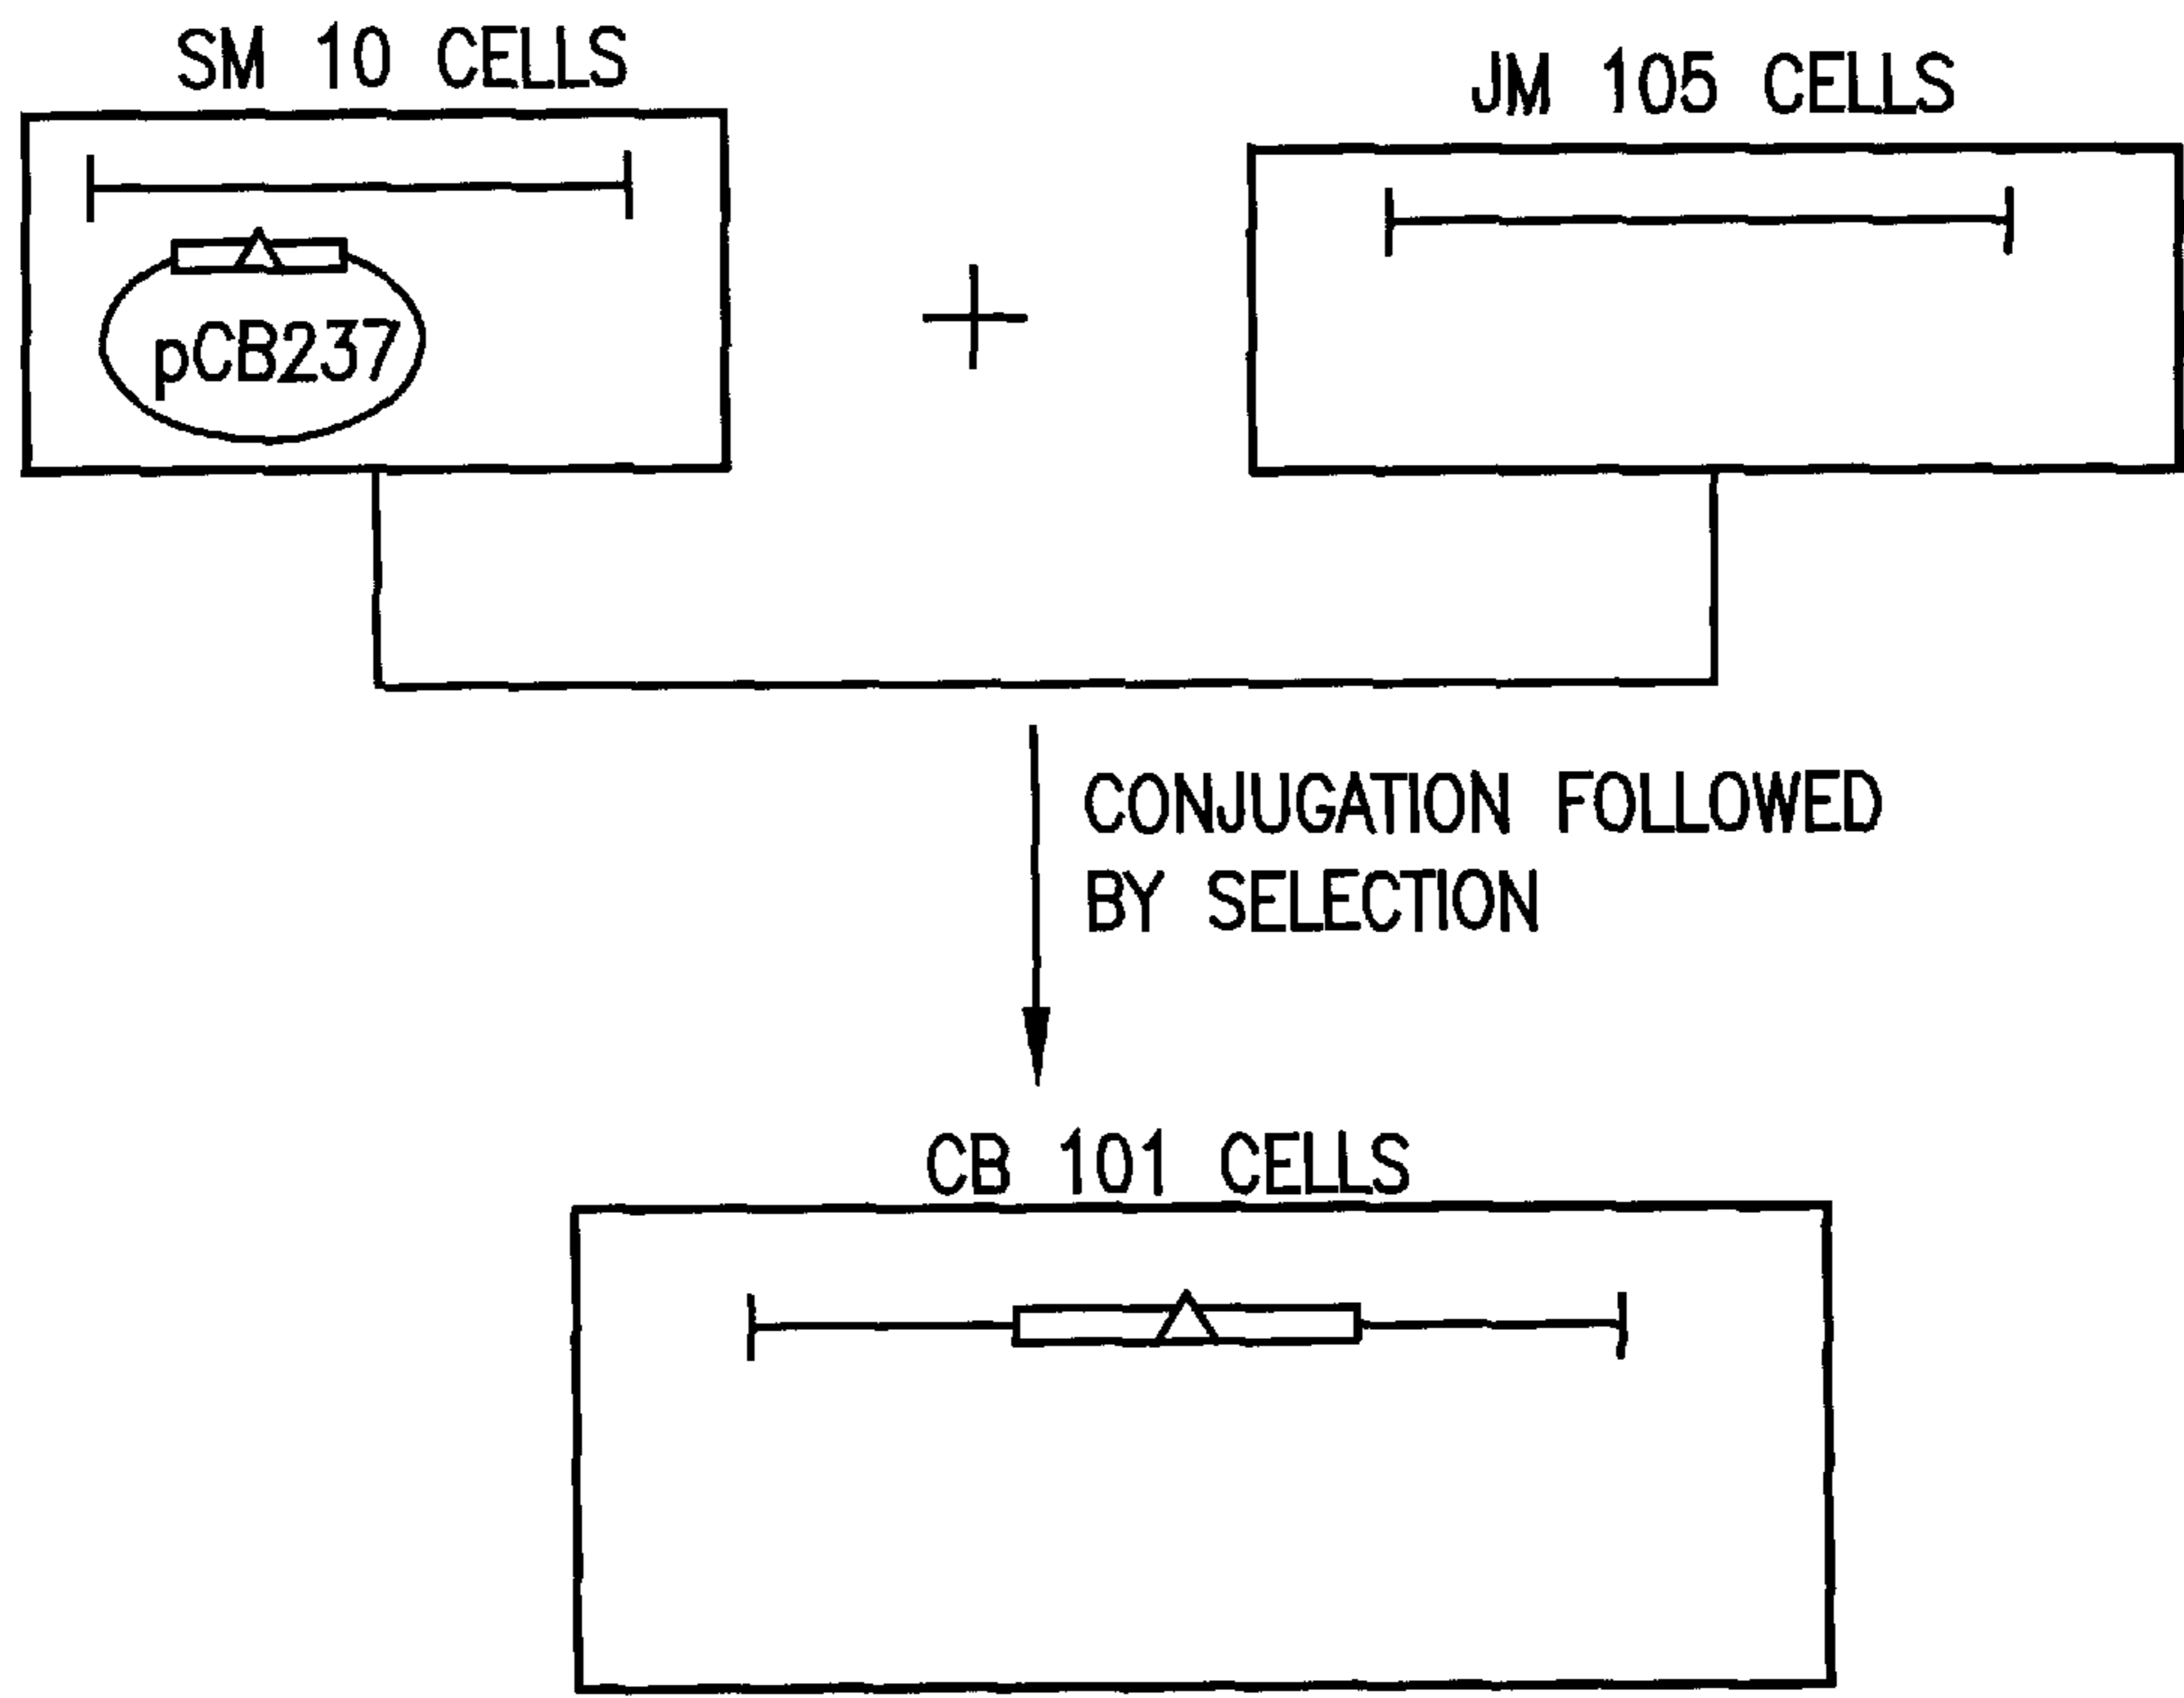 SM 10 CELLS
JM 105 CELLS
pCB237
CONJUGATION FOLLOWED
BY SELECTION
CB 101 CELLS